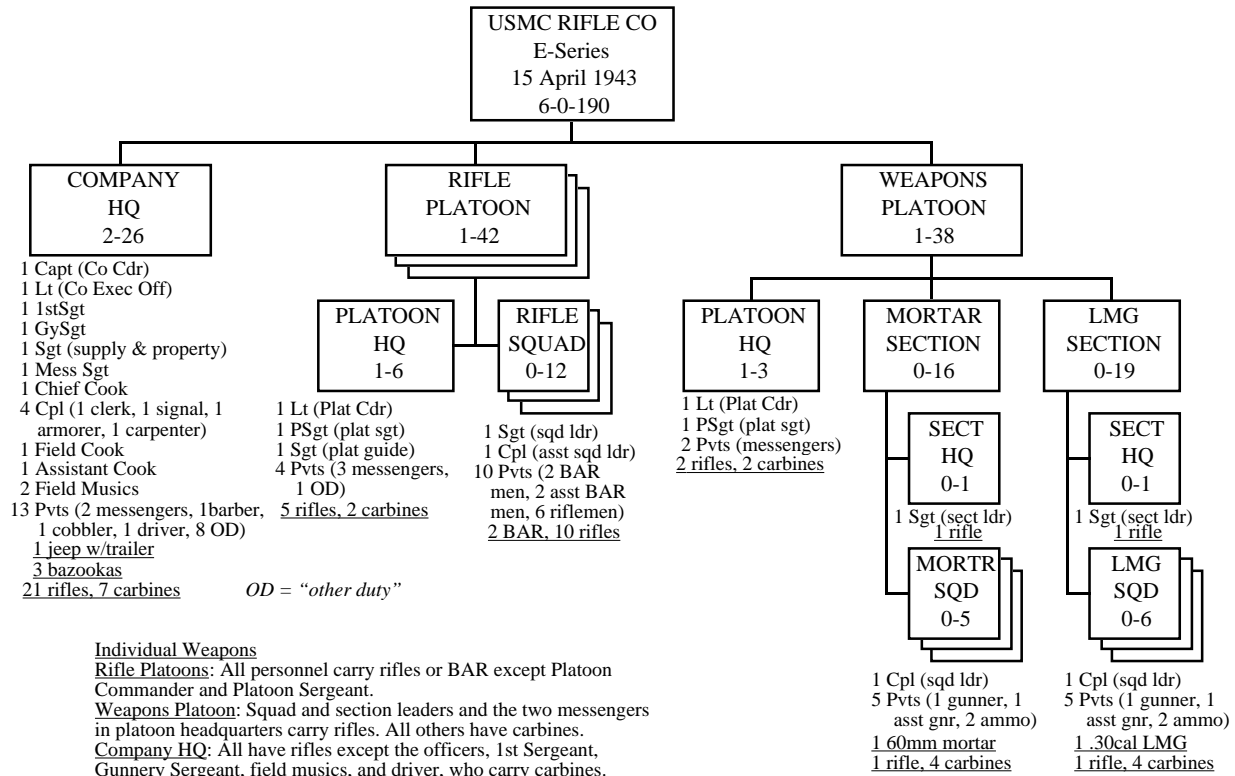 USMC RIFLE CO
E-Series
15 April 1943
6-0-190
COMPANY
HQ
2-26
1 Capt (Co Cdr)
1 Lt (Co Exec Off)
1 1stSgt
1 GySgt
1 Sgt (supply & property)
1 Mess Sgt
1 Chief Cook
4 Cpl (1 clerk, 1 signal, 1
armorer, 1 carpenter)
1 Field Cook
1 Assistant Cook
2 Field Musics
13 Pvts (2 messengers, 1barber,
1 cobbler, 1 driver, 8 OD)
1 jeep w/trailer
3 bazookas
21 rifles, 7 carbines
RIFLE
PLATOON
1-42
PLATOON
HQ
1-6
1 Lt (Plat Cdr)
1 PSgt (plat sgt)
1 Sgt (plat guide)
4 Pvts (3 messengers,
1 OD)
5 rifles, 2 carbines
RIFLE
SQUAD
0-12
1 Sgt (sqd ldr)
1 Cpl (asst sqd ldr)
10 Pvts (2 BAR
men, 2 asst BAR
men, 6 riflemen)
2 BAR, 10 rifles
OD = “other duty”
WEAPONS
PLATOON
1-38
PLATOON
HQ
1-3
1 Lt (Plat Cdr)
1 PSgt (plat sgt)
2 Pvts (messengers)
2 rifles, 2 carbines
MORTAR
SECTION
0-16
SECT
HQ
0-1
1 Sgt (sect ldr)
1 rifle
MORTR
SQD
0-5
1 Cpl (sqd ldr)
5 Pvts (1 gunner, 1
asst gnr, 2 ammo)
1 60mm mortar
1 rifle, 4 carbines
LMG
SECTION
0-19
SECT
HQ
0-1
1 Sgt (sect ldr)
1 rifle
LMG
SQD
0-6
1 Cpl (sqd ldr)
5 Pvts (1 gunner, 1
asst gnr, 2 ammo)
1 .30cal LMG
1 rifle, 4 carbines
Individual Weapons
Rifle Platoons: All personnel carry rifles or BAR except Platoon
Commander and Platoon Sergeant.
Weapons Platoon: Squad and section leaders and the two messengers
in platoon headquarters carry rifles. All others have carbines.
Company HQ: All have rifles except the officers, 1st Sergeant,
Gunnery Sergeant, field musics, and driver, who carry carbines.